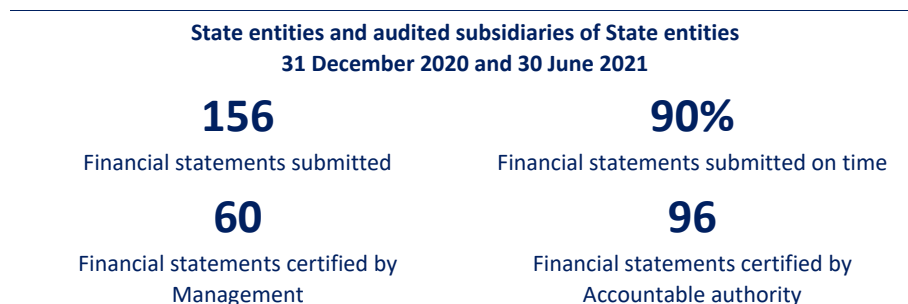 State entities and audited subsidiaries of State entities
31 December 2020 and 30 June 2021
156
Financial statements submitted
90%
Financial statements submitted on time
60
Financial statements certified by
Management
96
Financial statements certified by
Accountable authority